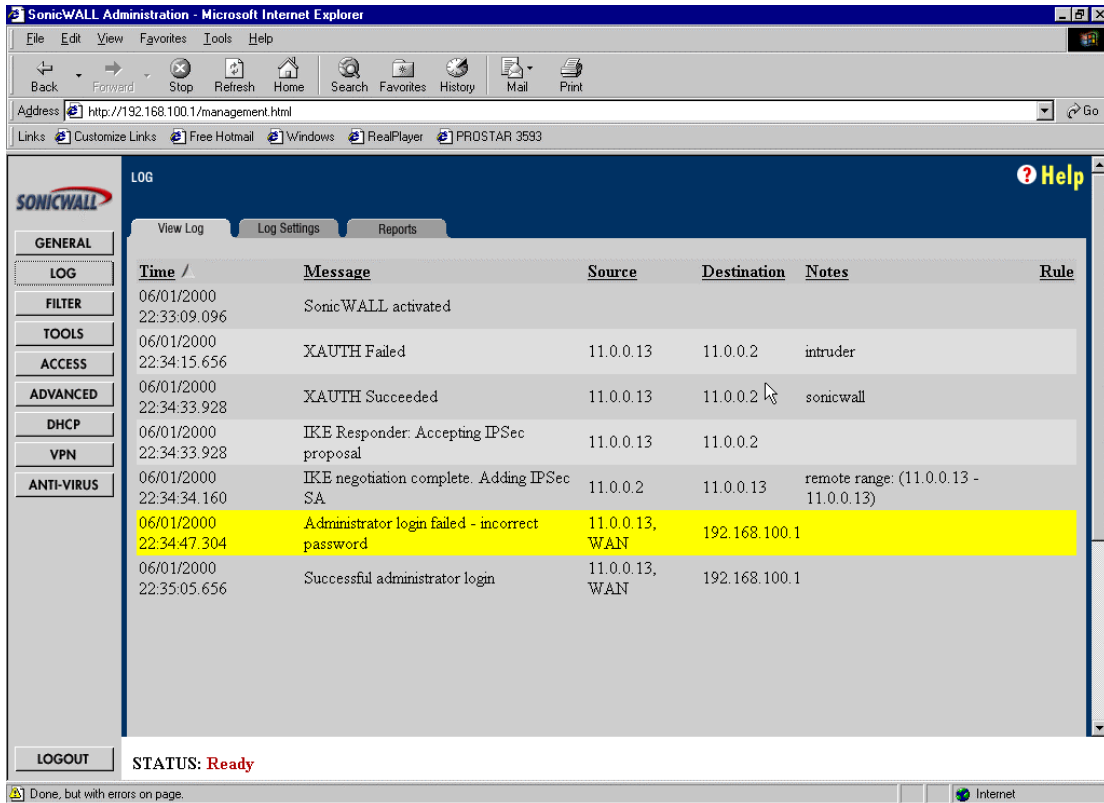 SonicWALL Administration - Microsoft Internet Explorer
File Edit View Favorites Tools Help
Back Forward Stop Refresh Home Search Favorites History Mail Print
Address http://192.168.100.1/management.html Go
Links Customize Links Free Hotmail Windows RealPlayer PROSTAR 3593
SONICWALL
LOG
Help
View Log Log Settings Reports
GENERAL
LOG
FILTER
TOOLS
ACCESS
ADVANCED
DHCP
VPN
ANTI-VIRUS
Time Message Source Destination Notes Rule
06/01/2000
22:33:09.096 SonicWALL activated
06/01/2000
22:34:15.656 XAUTH Failed 11.0.0.13 11.0.0.2 intruder
06/01/2000
22:34:33.928 XAUTH Succeeded 11.0.0.13 11.0.0.2 sonicwall
06/01/2000 IKE Responder: Accepting IPSec
22:34:33.928 proposal 11.0.0.13 11.0.0.2
06/01/2000 IKE negotiation complete. Adding IPSec remote range: (11.0.0.13 -
22:34:34.160 SA 11.0.0.2 11.0.0.13 11.0.0.13)
06/01/2000 Administrator login failed - incorrect 11.0.0.13,
22:34:47.304 password WAN 192.168.100.1
06/01/2000 11.0.0.13,
22:35:05.656 Successful administrator login WAN 192.168.100.1
LOGOUT
STATUS: Ready
Done, but with errors on page. Internet